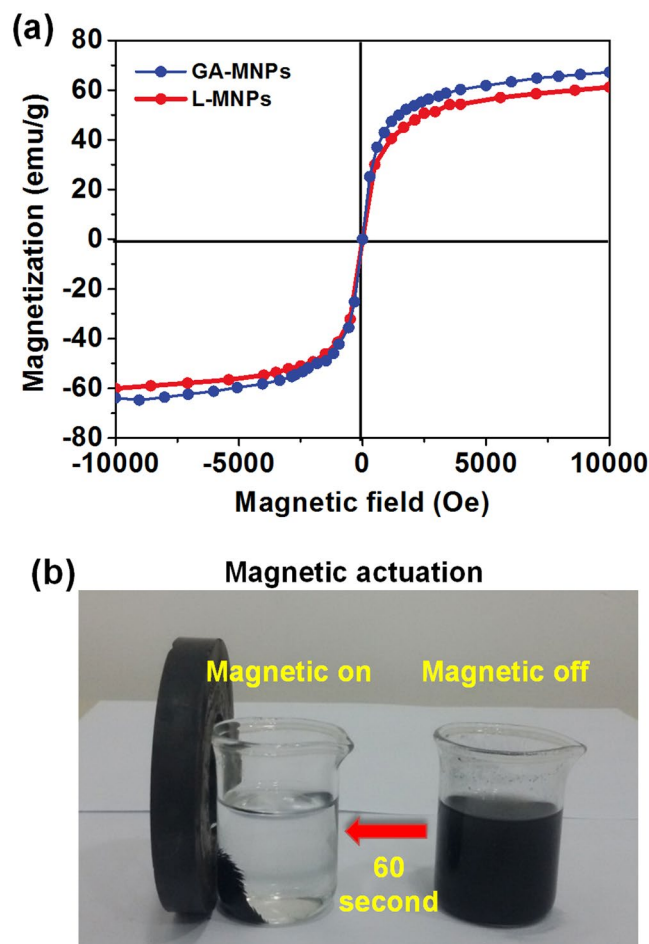 (a)
80
60
40
20
0
-20
-40
-60
-80
Magnetization (emu/g)
GA-MNPs
L-MNPs
-10000
-5000
0
5000
10000
Magnetic field (Oe)
(b)
Magnetic actuation
Magnetic on
Magnetic off
60
second